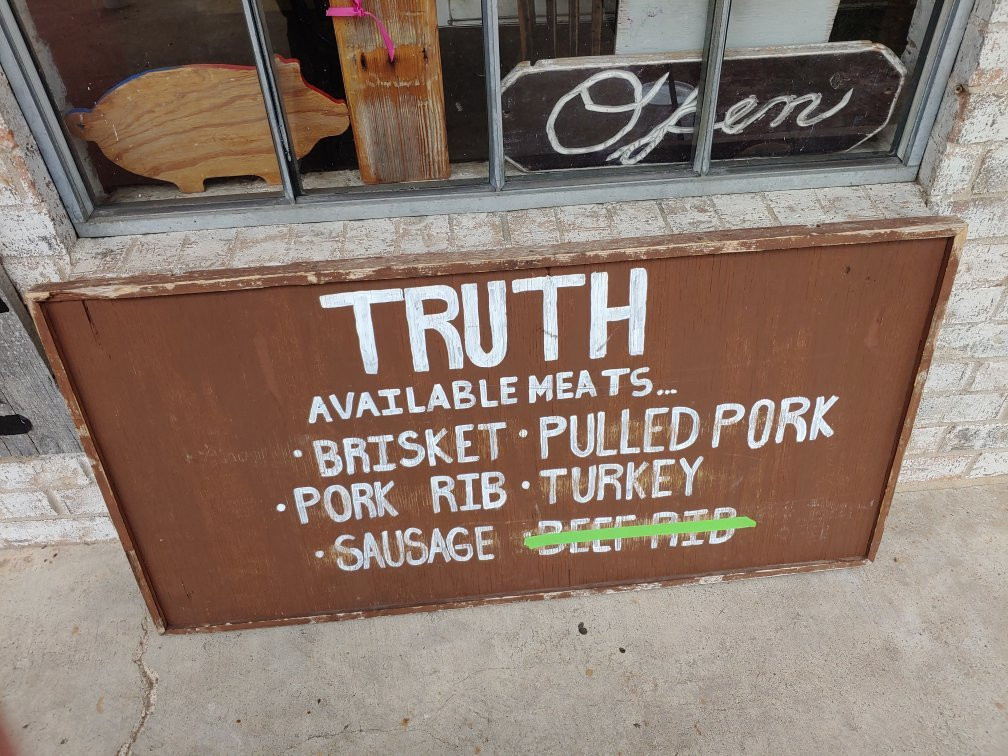 Open
TRUTH
AVAILABLE MEATS...
• BRISKET • PULLED PORK
• PORK RIB • TURKEY
• SAUSAGE • BEEF RIB